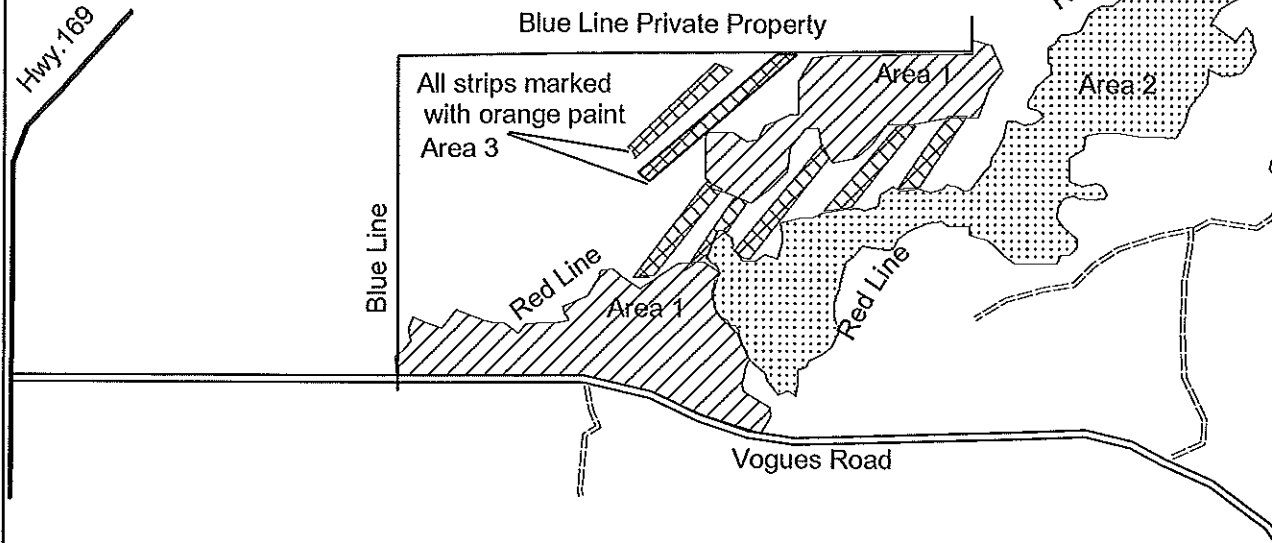 Hwy.169
Blue Line Private Property
All strips marked
with orange paint
Area 3
Area 1
Area 2
Blue Line
Red Line
Area 1
Red Line
Vogues Road